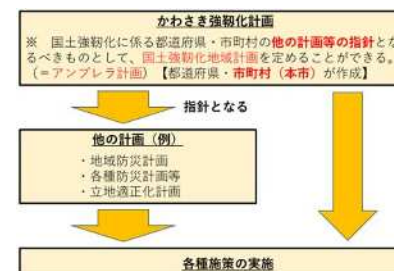 かわさき強靭化計画
※ 国土強靭化に係る都道府県・市町村の他の計画等の指針とな
るべきものとして、国土強靭化地域計画を定めることができる。
（＝アンブレラ計画）【都道府県・市町村（本市）が作成】
指針となる
他の計画（例）
・地域防災計画
・各種防災計画等
・立地適正化計画
各種施策の実施